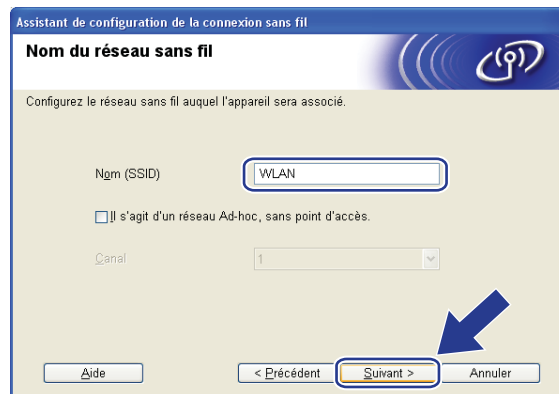 Assistant de configuration de la connexion sans fil
Nom du réseau sans fil
Configurez le réseau sans fil auquel l'appareil sera associé.
Nom (SSID) WLAN
Il s'agit d'un réseau Ad-hoc, sans point d'accès.
Canal 1
Aide < Précédent Suivant > Annuler